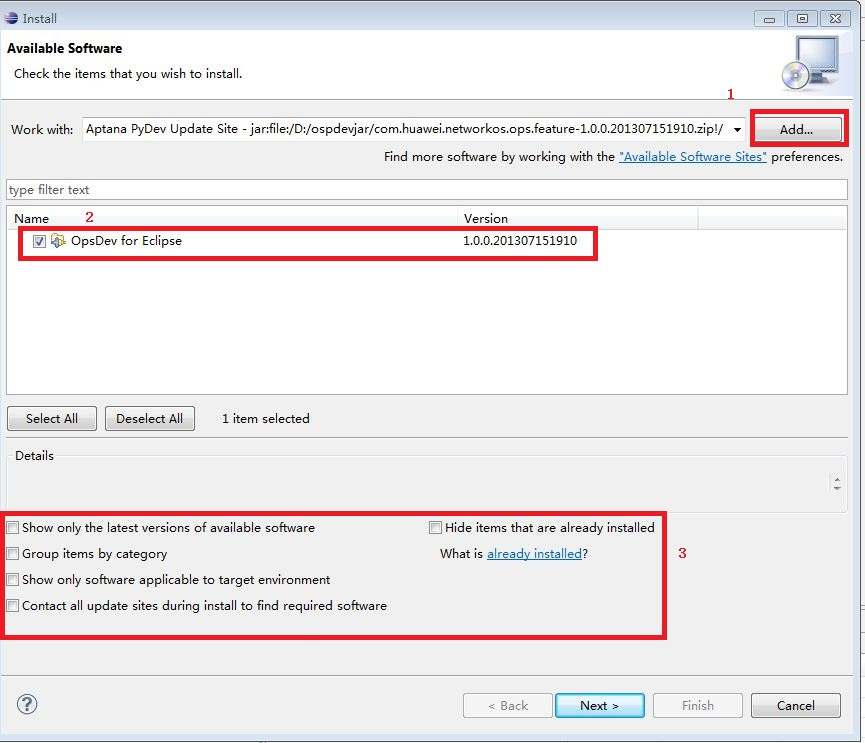 Install
Available Software
Check the items that you wish to install.
1
Work with: Aptana PyDev Update Site - jar:file:/D:/ospdevjar/com.huawei.networkos.ops.feature-1.0.0.201307151910.zip!/ Add...
Find more software by working with the "Available Software Sites" preferences.
type filter text
Name 2 Version
OpsDev for Eclipse 1.0.0.201307151910
Select All Deselect All 1 item selected
Details
Show only the latest versions of available software Hide items that are already installed
Group items by category What is already installed? 3
Show only software applicable to target environment
Contact all update sites during install to find required software
? < Back Next > Finish Cancel